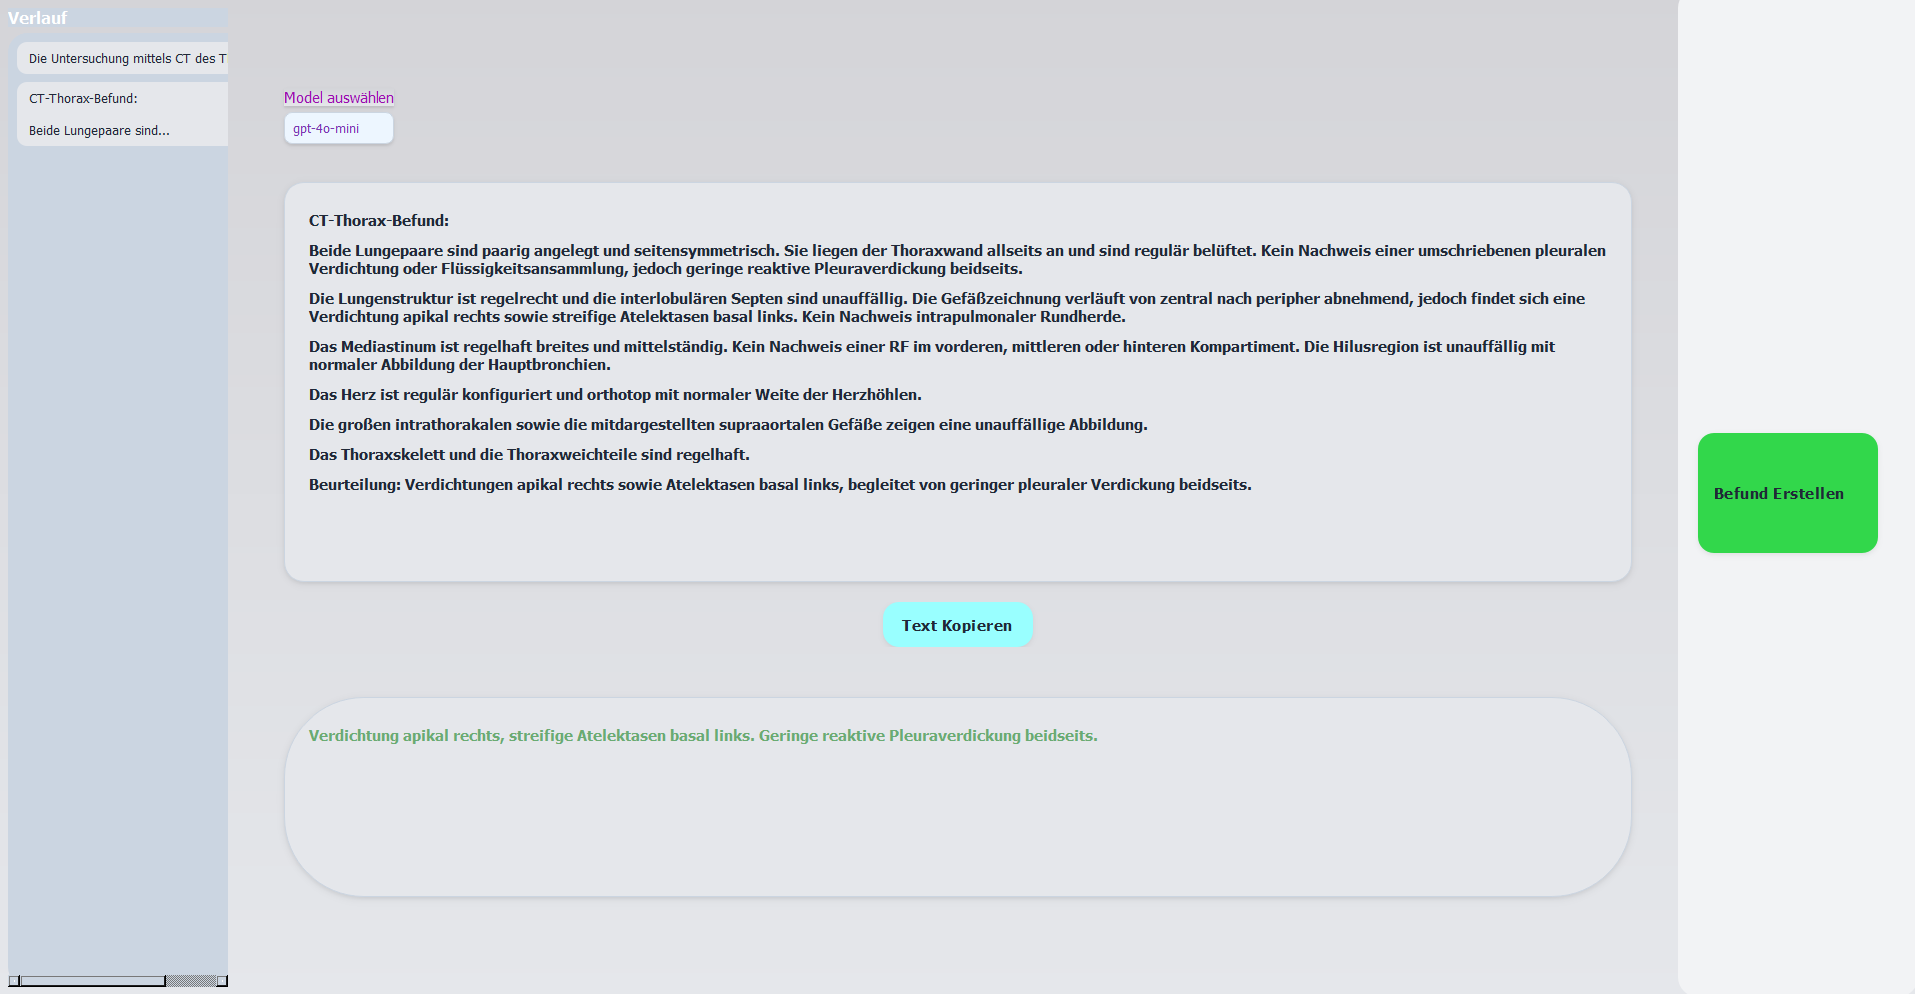 Verlauf
Die Untersuchung mittels CT des T
CT-Thorax-Befund:
Beide Lungepaare sind...
Model auswählen
gpt-4o-mini
CT-Thorax-Befund:
Beide Lungepaare sind paarig angelegt und seitensymmetrisch. Sie liegen der Thoraxwand allseits an und sind regulär belüftet. Kein Nachweis einer umschriebenen pleuralen
Verdichtung oder Flüssigkeitsansammlung, jedoch geringe reaktive Pleuraverdickung beidseits.
Die Lungenstruktur ist regelrecht und die interlobulären Septen sind unauffällig. Die Gefäßzeichnung verläuft von zentral nach peripher abnehmend, jedoch findet sich eine
Verdichtung apikal rechts sowie streifige Atelektasen basal links. Kein Nachweis intrapulmonaler Rundherde.
Das Mediastinum ist regelhaft breites und mittelständig. Kein Nachweis einer RF im vorderen, mittleren oder hinteren Kompartiment. Die Hilusregion ist unauffällig mit
normaler Abbildung der Hauptbronchien.
Das Herz ist regulär konfiguriert und orthotop mit normaler Weite der Herzhöhlen.
Die großen intrathorakalen sowie die mitdargestellten supraaortalen Gefäße zeigen eine unauffällige Abbildung.
Das Thoraxskelett und die Thoraxweichteile sind regelhaft.
Beurteilung: Verdichtungen apikal rechts sowie Atelektasen basal links, begleitet von geringer pleuraler Verdickung beidseits.
Text Kopieren
Verdichtung apikal rechts, streifige Atelektasen basal links. Geringe reaktive Pleuraverdickung beidseits.
Befund Erstellen